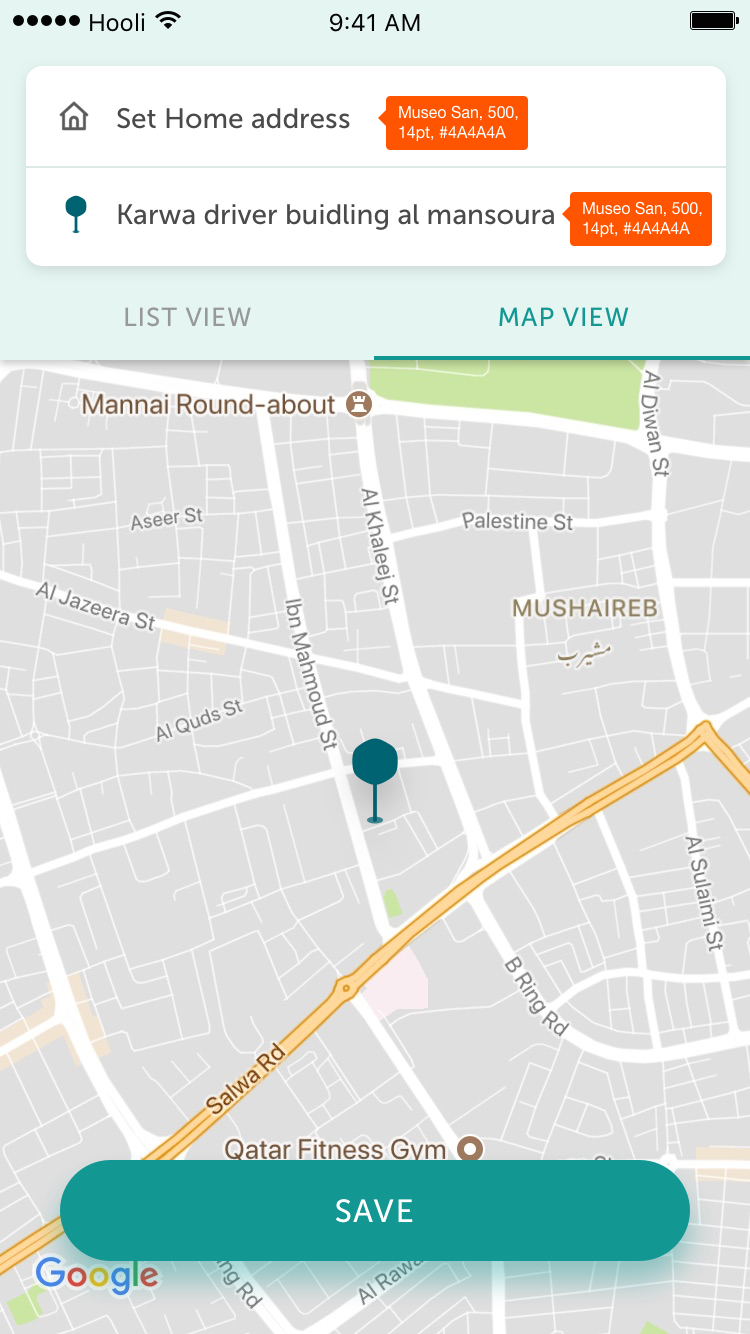 Hooli
9:41 AM
Set Home address
Museo San, 500,
14pt, #4A4A4A
Karwa driver buidling al mansoura
Museo San, 500,
14pt, #4A4A4A
LIST VIEW
MAP VIEW
Mannai Round-about
Al Diwan St
Aseer St
Al Khaleej St
Palestine St
Al Jazeera St
Ibn Mahmoud St
MUSHAIREB
مشيرب
Al Quds St
Al Sulaimi St
B Ring Rd
Salwa Rd
Qatar Fitness Gym
SAVE
Google
ng Rd
Al Rawa